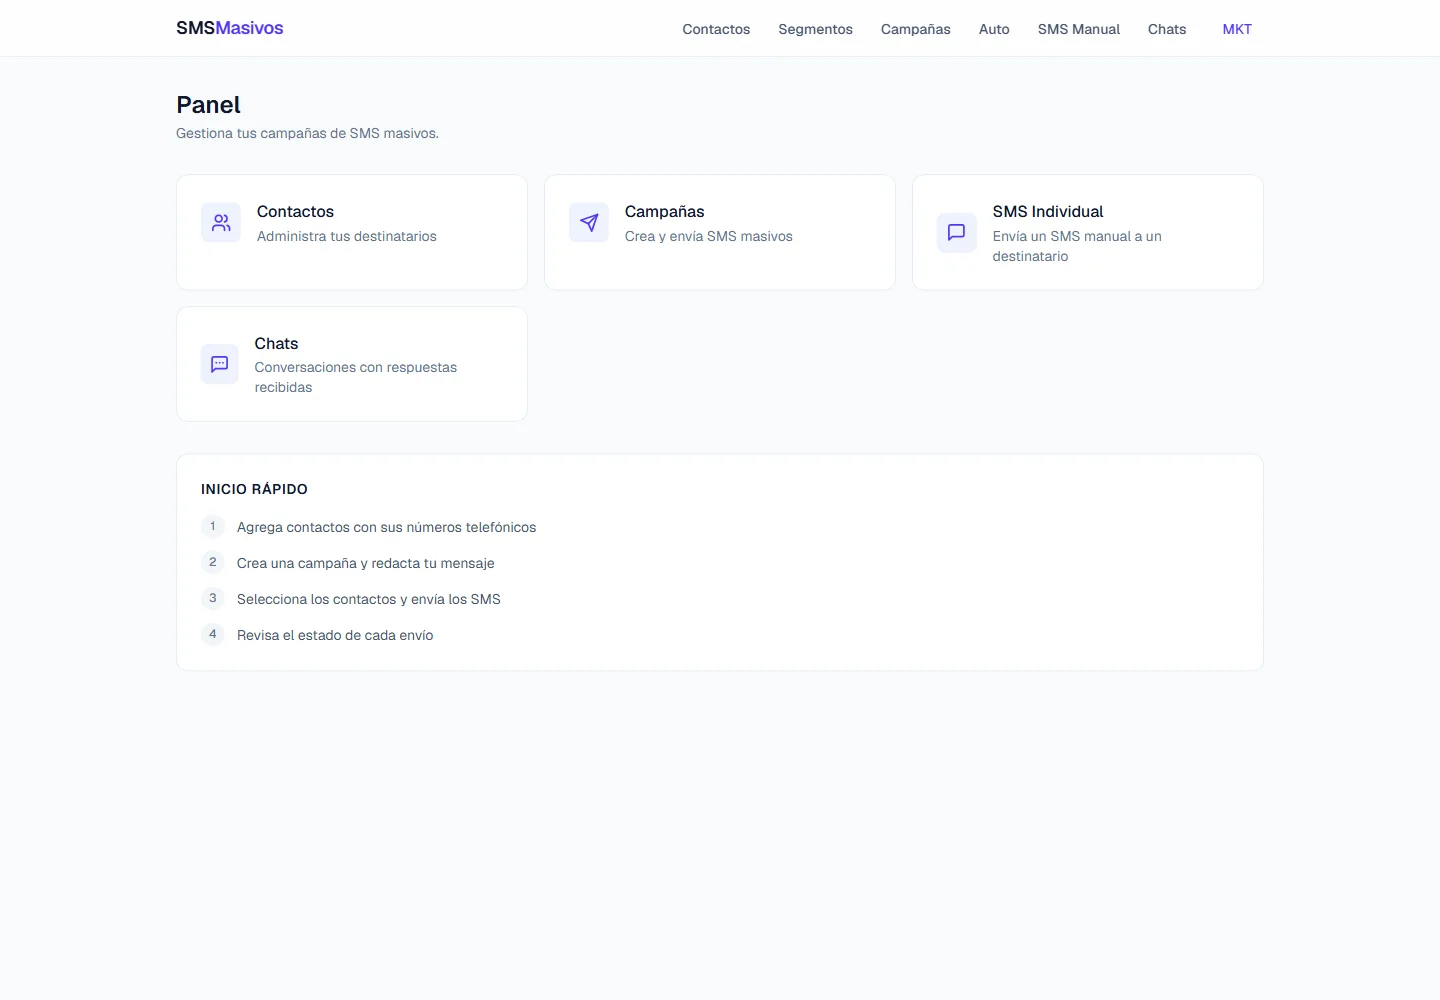 SMSMasivos
Contactos
Segmentos
Campañas
Auto
SMS Manual
Chats
MKT
Panel
Gestiona tus campañas de SMS masivos.
Contactos
Administra tus destinatarios
Campañas
Crea y envía SMS masivos
SMS Individual
Envía un SMS manual a un
destinatario
Chats
Conversaciones con respuestas
recibidas
INICIO RÁPIDO
1 Agrega contactos con sus números telefónicos
2 Crea una campaña y redacta tu mensaje
3 Selecciona los contactos y envía los SMS
4 Revisa el estado de cada envío